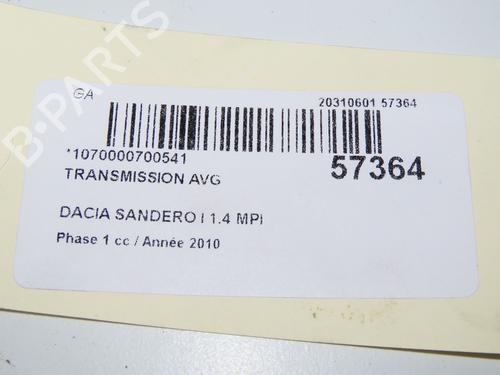 GA
20310601 57364
*1070000700541
57364
TRANSMISSION AVG
DACIA SANDERO I 1.4 MPI
Phase 1 cc / Année 2010
B-PARTS